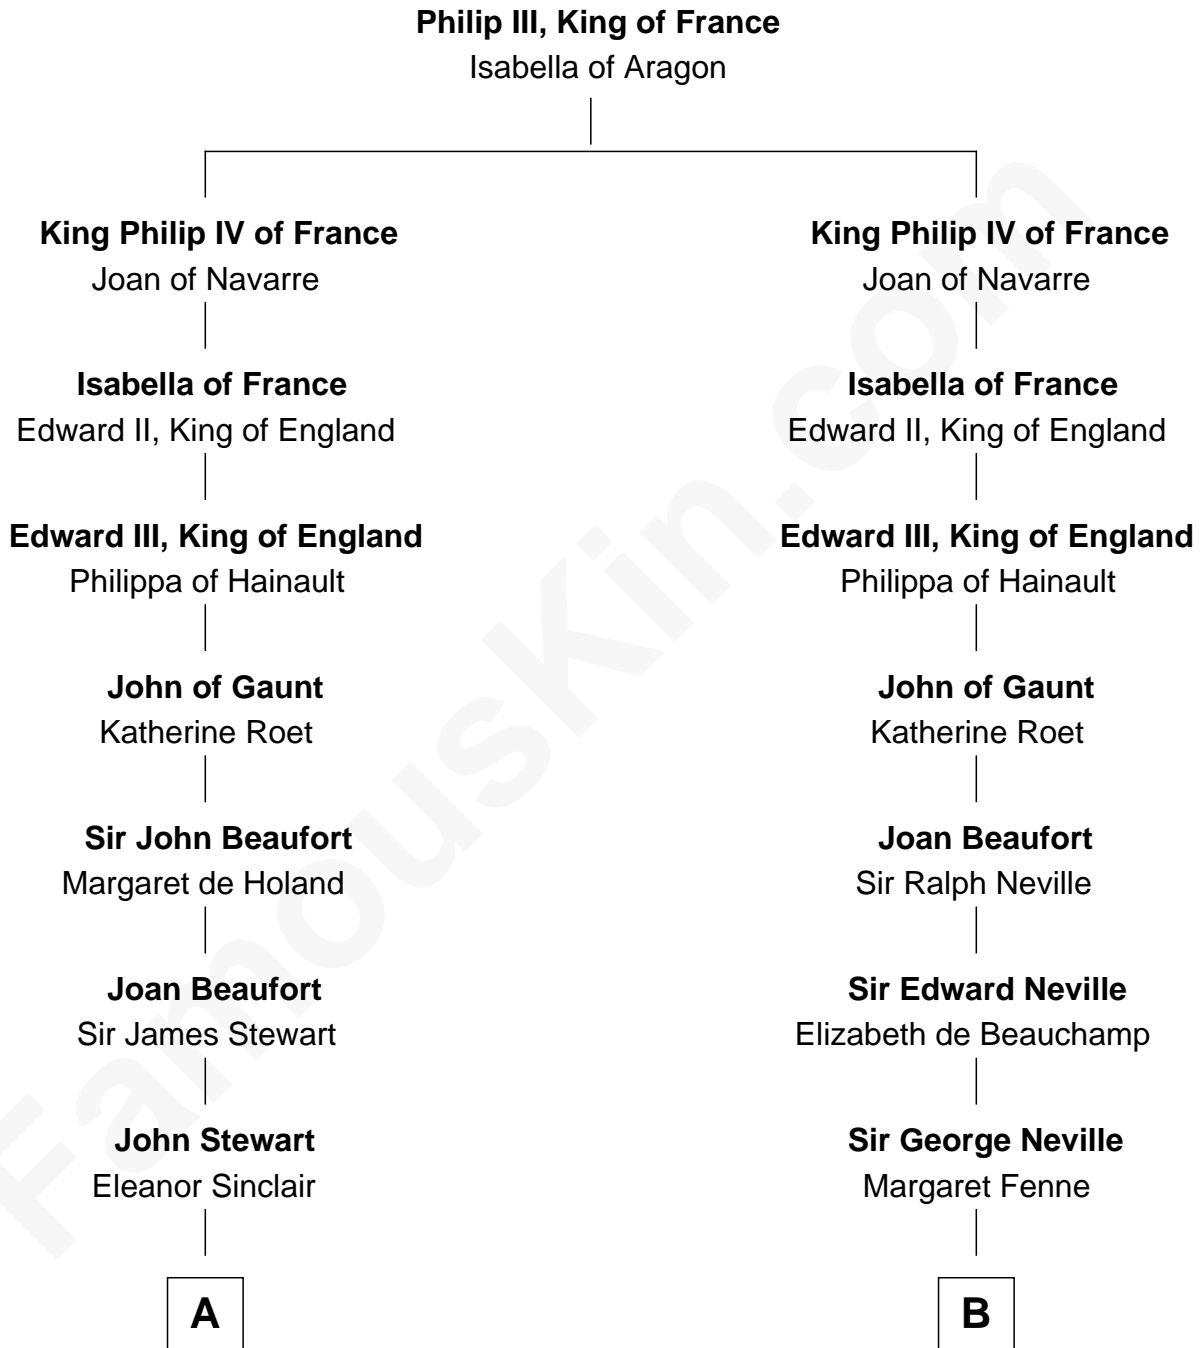 Philip III, King of France
Isabella of Aragon
King Philip IV of France
Joan of Navarre
Isabella of France
Edward II, King of England
Edward III, King of England
Philippa of Hainault
John of Gaunt
Katherine Roet
Sir John Beaufort
Margaret de Holand
Joan Beaufort
Sir James Stewart
John Stewart
Eleanor Sinclair
A
King Philip IV of France
Joan of Navarre
Isabella of France
Edward II, King of England
Edward III, King of England
Philippa of Hainault
John of Gaunt
Katherine Roet
Joan Beaufort
Sir Ralph Neville
Sir Edward Neville
Elizabeth de Beauchamp
Sir George Neville
Margaret Fenne
B
FamousKin.com